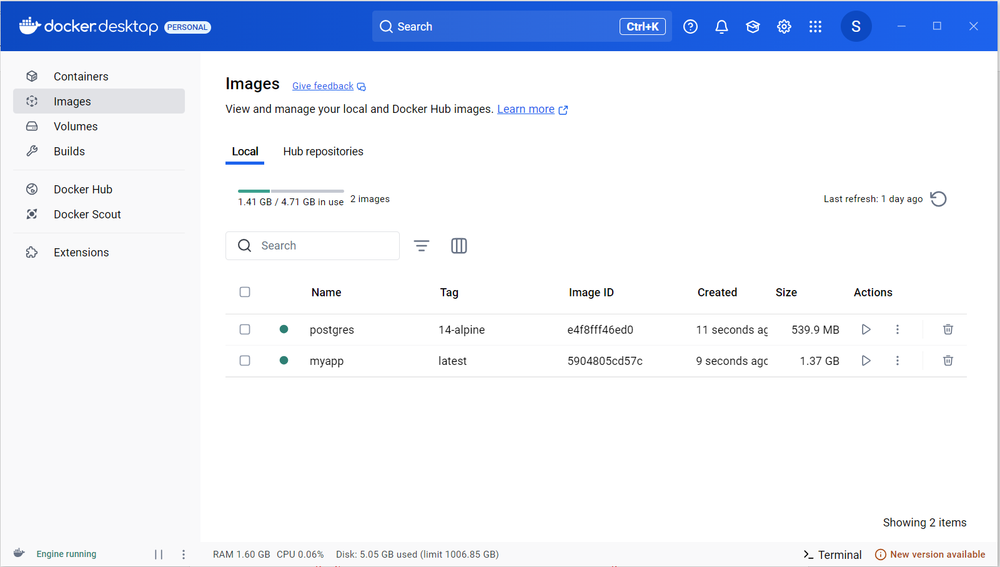 docker desktop PERSONAL
Search Ctrl+K
S
Containers
Images
Volumes
Builds
Docker Hub
Docker Scout
Extensions
Images Give feedback
View and manage your local and Docker Hub images. Learn more
Local Hub repositories
1.41 GB / 4.71 GB in use 2 images
Last refresh: 1 day ago
Search
Name Tag Image ID Created Size Actions
postgres 14-alpine e4f8fff46ed0 11 seconds ag 539.9 MB
myapp latest 5904805cd57c 9 seconds ago 1.37 GB
Showing 2 items
Engine running
RAM 1.60 GB CPU 0.06% Disk: 5.05 GB used (limit 1006.85 GB)
Terminal
New version available